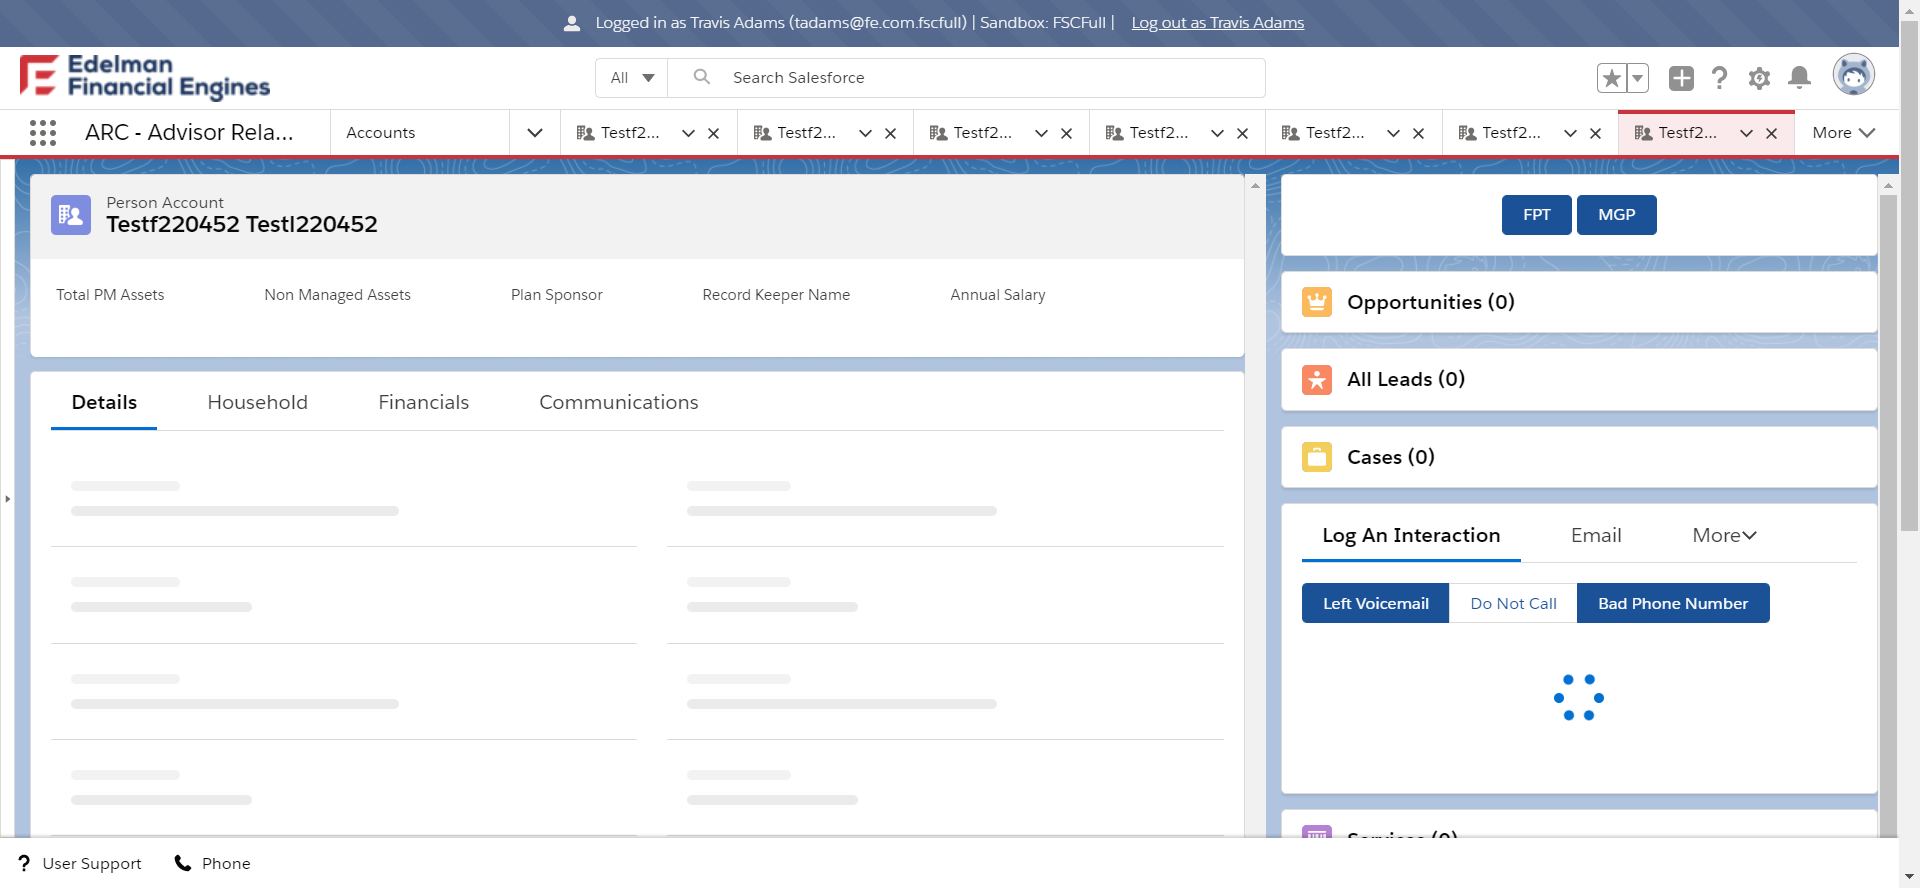 Logged in as Travis Adams (tadams@fe.com.fscfull) | Sandbox: FSCFull | Log out as Travis Adams
Edelman
Financial Engines
All
Search Salesforce
ARC - Advisor Rela...
Accounts
Testf2...
Testf2...
Testf2...
Testf2...
Testf2...
Testf2...
Testf2...
More
Person Account
Testf220452 Testl220452
Total PM Assets
Non Managed Assets
Plan Sponsor
Record Keeper Name
Annual Salary
Details
Household
Financials
Communications
FPT
MGP
Opportunities (0)
All Leads (0)
Cases (0)
Log An Interaction
Email
More
Left Voicemail
Do Not Call
Bad Phone Number
Services (0)
User Support
Phone